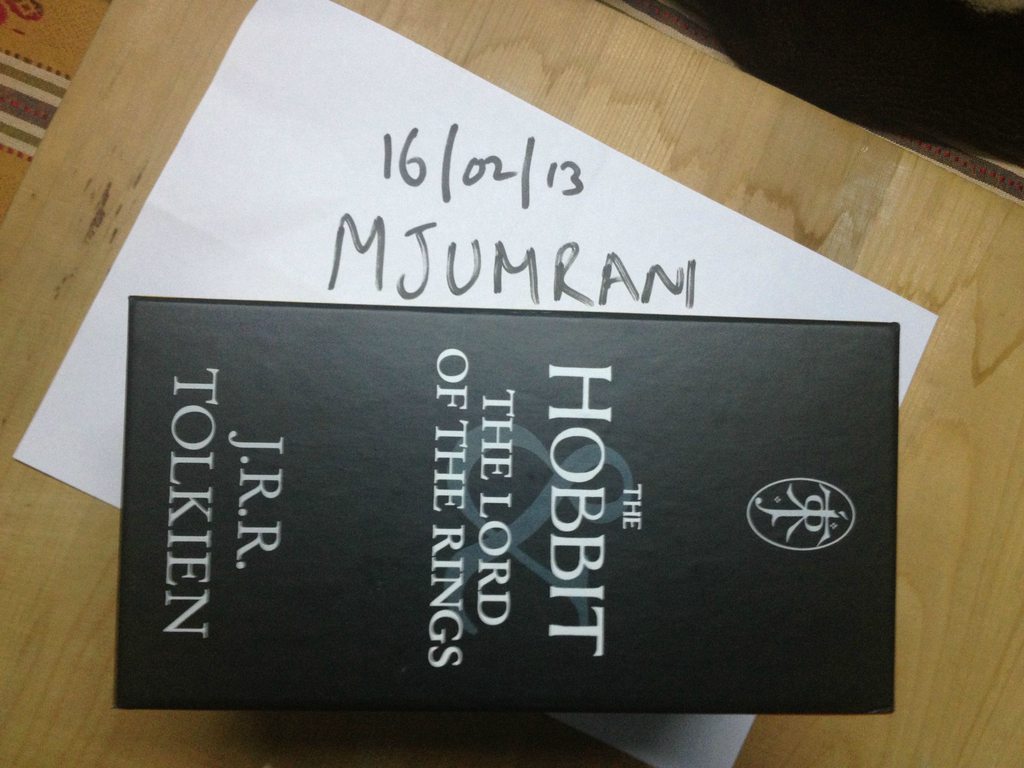 16/02/13
MJUMRANI
THE
HOBBIT
&
THE LORD
OF THE RINGS
J.R.R.
TOLKIEN